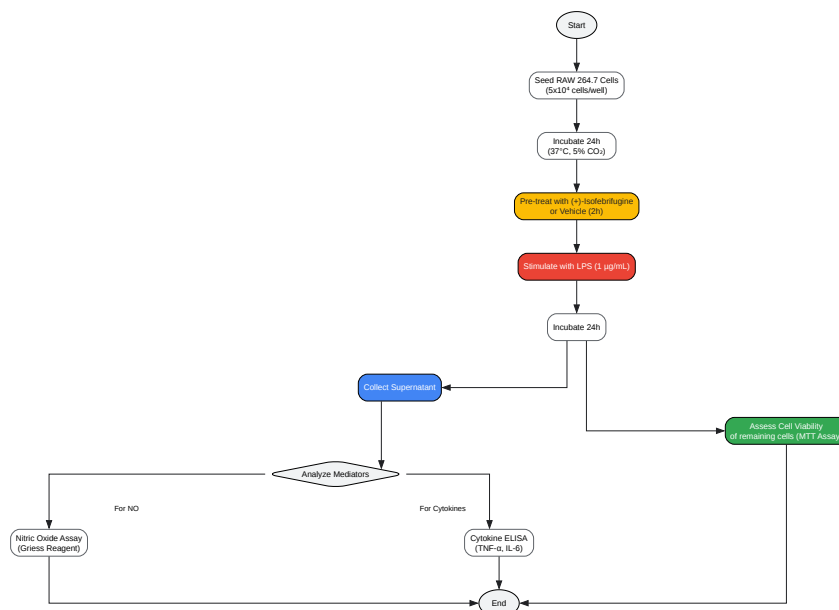 Start
Seed RAW 264.7 Cells
(5x10⁴ cells/well)
Incubate 24h
(37°C, 5% CO₂)
Pre-treat with (+)-Isofebrifugine
or Vehicle (2h)
Stimulate with LPS (1 µg/mL)
Incubate 24h
Collect Supernatant
Assess Cell Viability
of remaining cells (MTT Assay
Analyze Mediators
For NO
For Cytokines
Nitric Oxide Assay
(Griess Reagent)
Cytokine ELISA
(TNF-α, IL-6)
End